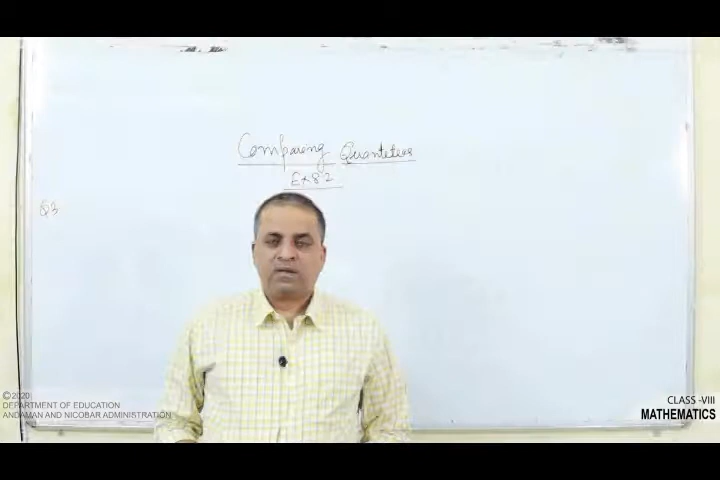 Comparing Quantities
Ex 8.2
Q3
©2020
DEPARTMENT OF EDUCATION
ANDAMAN AND NICOBAR ADMINISTRATION
CLASS -VIII
MATHEMATICS